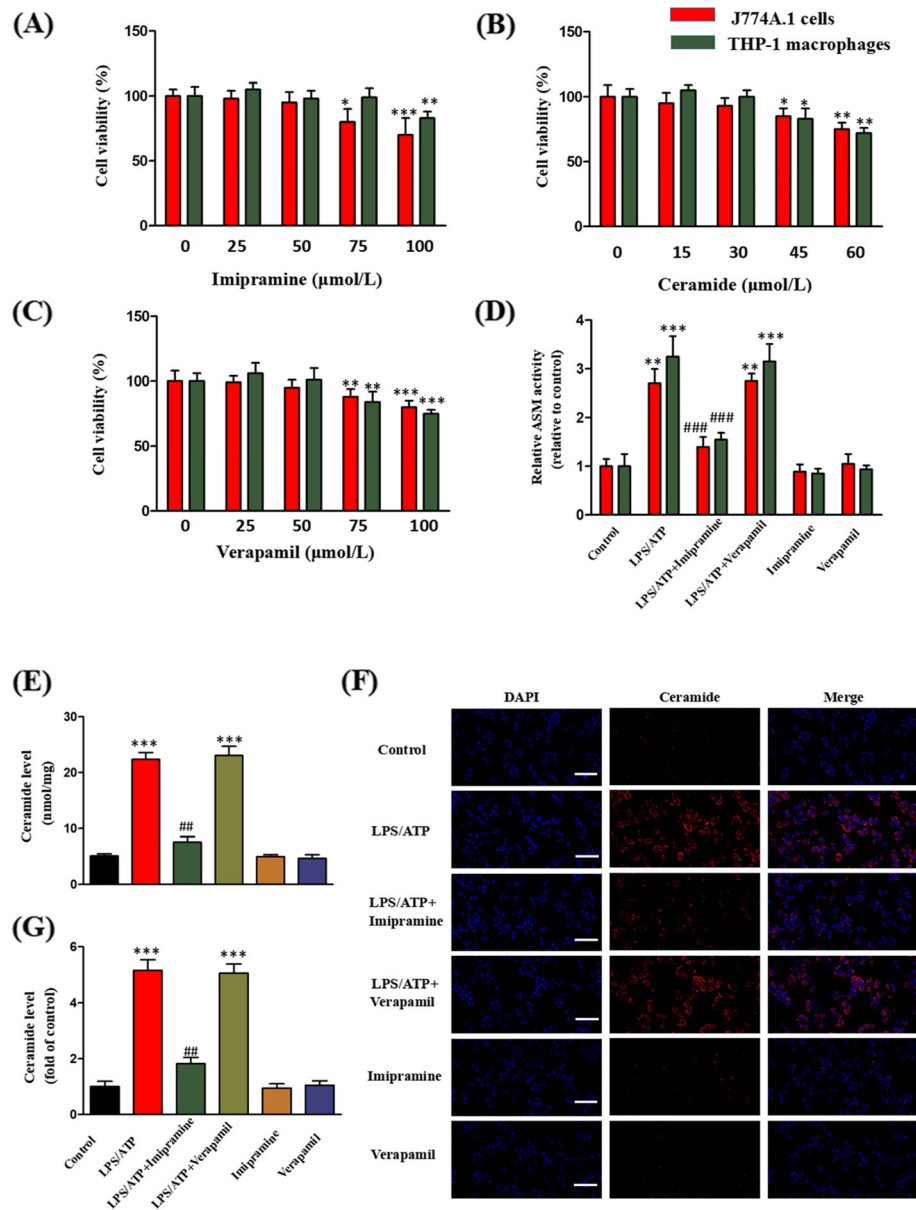 (A)
150
100
50
0
Cell viability (%)
* *** **
0 25 50 75 100
Imipramine (μmol/L)
(B)
J774A.1 cells
THP-1 macrophages
150
100
50
0
Cell viability (%)
* * ** **
0 15 30 45 60
Ceramide (μmol/L)
(C)
150
100
50
0
Cell viability (%)
** ** *** ***
0 25 50 75 100
Verapamil (μmol/L)
(D)
4
3
2
1
0
Relative ASM activity
(relative to control)
** *** ### ### ** ***
Control
LPS/ATP
LPS/ATP+Imipramine
LPS/ATP+Verapamil
Imipramine
Verapamil
(E)
30
20
10
0
Ceramide level
(nmol/mg)
*** ## ***
(G)
6
4
2
0
Ceramide level
(fold of control)
*** ## ***
Control
LPS/ATP
LPS/ATP+Imipramine
LPS/ATP+Verapamil
Imipramine
Verapamil
(F)
DAPI Ceramide Merge
Control
LPS/ATP
LPS/ATP+
Imipramine
LPS/ATP+
Verapamil
Imipramine
Verapamil